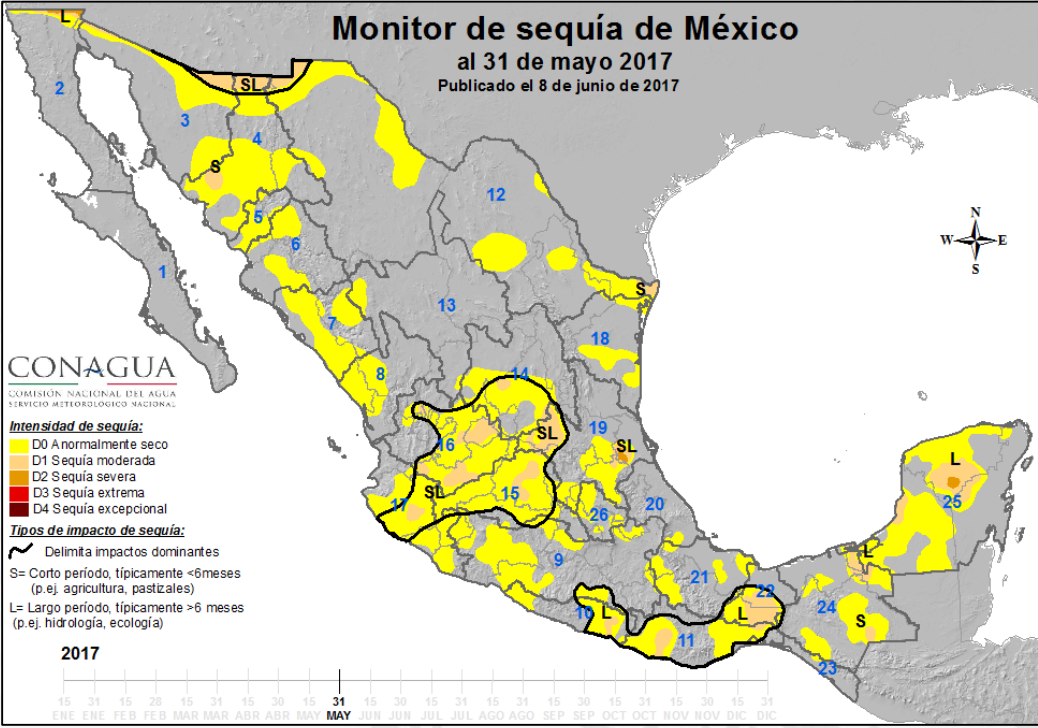 Monitor de sequía de México
al 31 de mayo 2017
Publicado el 8 de junio de 2017
L
2
SL
3
4
S
12
N
W E
S
5
6
1
S
13
7
18
CONAGUA
COMISIÓN NACIONAL DEL AGUA
SERVICIO METEOROLÓGICO NACIONAL
8
14
Intensidad de sequía:
D0 Anormalmente seco
D1 Sequía moderada
D2 Sequía severa
D3 Sequía extrema
D4 Sequía excepcional
16
SL
19
SL
L
SL
17
15
25
26
20
Tipos de impacto de sequía:
Delimita impactos dominantes
S= Corto período, típicamente <6meses
(p.ej. agricultura, pastizales)
L= Largo período, típicamente >6 meses
(p.ej. hidrología, ecología)
9
L
21
22
24
10
L
11
L
S
23
2017
15 31 15 28 15 31 15 30 15 31 15 30 15 31 15 31 15 30 15 31 15 30 15 31
ENE ENE FEB FEB MAR MAR ABR ABR MAY MAY JUN JUN JUL JUL AGO AGO SEP SEP OCT OCT NOV NOV DIC DIC